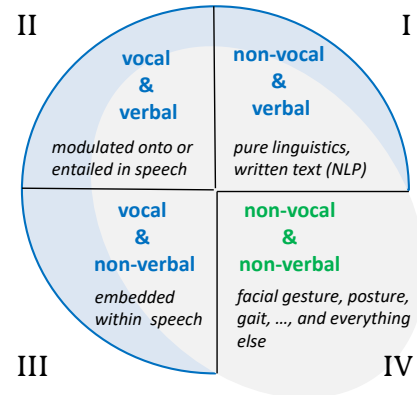 II
I
vocal
&
verbal
modulated onto or
entailed in speech
non-vocal
&
verbal
pure linguistics,
written text (NLP)
vocal
&
non-verbal
embedded
within speech
non-vocal
&
non-verbal
facial gesture, posture,
gait, ..., and everything
else
III
IV